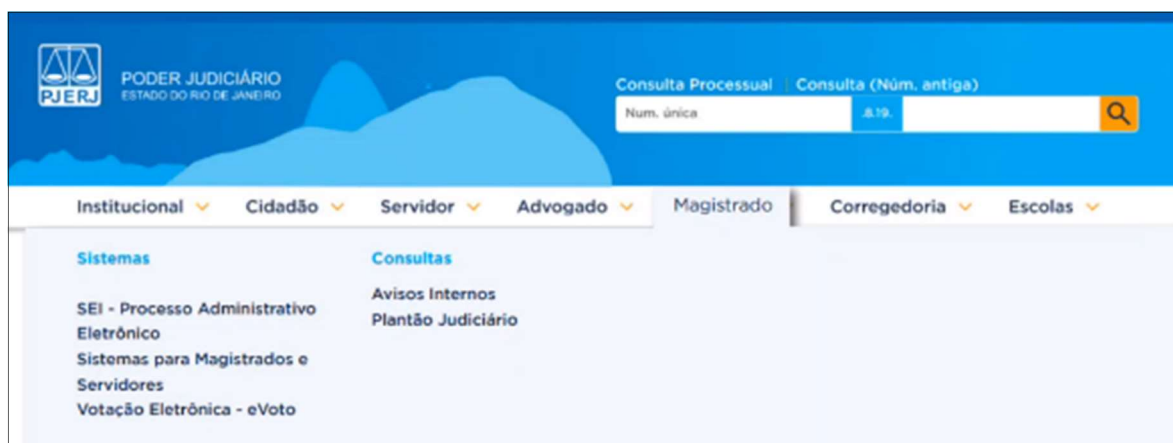 PJERJ
PODER JUDICIÁRIO
ESTADO DO RIO DE JANEIRO
Consulta Processual | Consulta (Núm. antiga)
Num. única .8.19.
Institucional Cidadão Servidor Advogado Magistrado Corregedoria Escolas
Sistemas
SEI - Processo Administrativo
Eletrônico
Sistemas para Magistrados e
Servidores
Votação Eletrônica - eVoto
Consultas
Avisos Internos
Plantão Judiciário